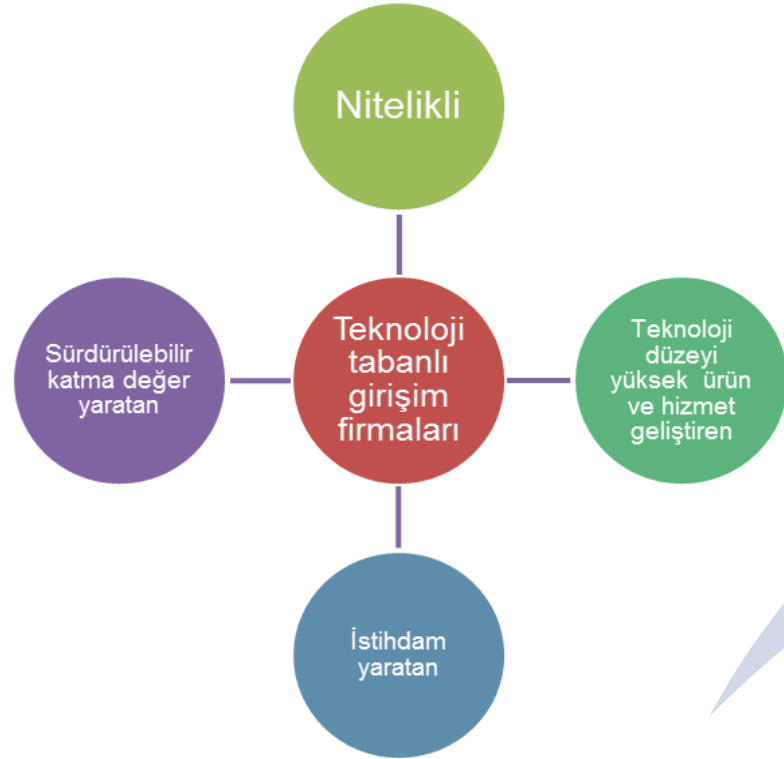 Nitelikli
Sürdürülebilir
katma değer
yaratan
Teknoloji
tabanlı
girişim
firmaları
Teknoloji
düzeyi
yüksek ürün
ve hizmet
geliştiren
İstihdam
yaratan